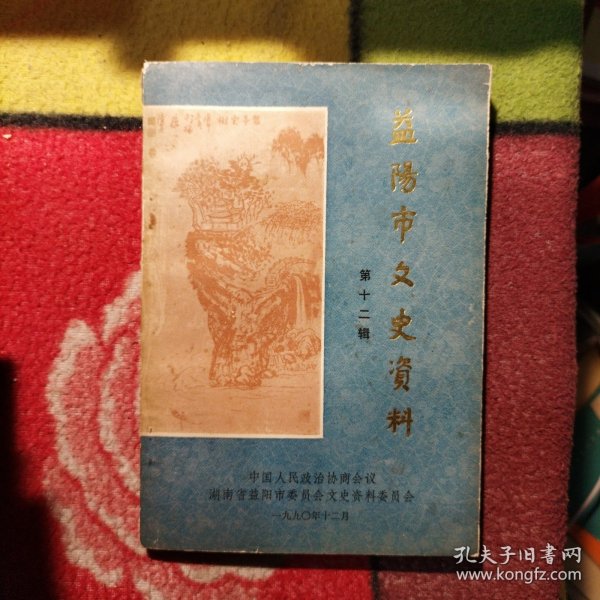 益陽市文史資料
第十二辑
中国人民政治协商会议
湖南省益阳市委员会文史资料委员会
一九九〇年十二月
孔夫子旧书网
www.kongfz.com